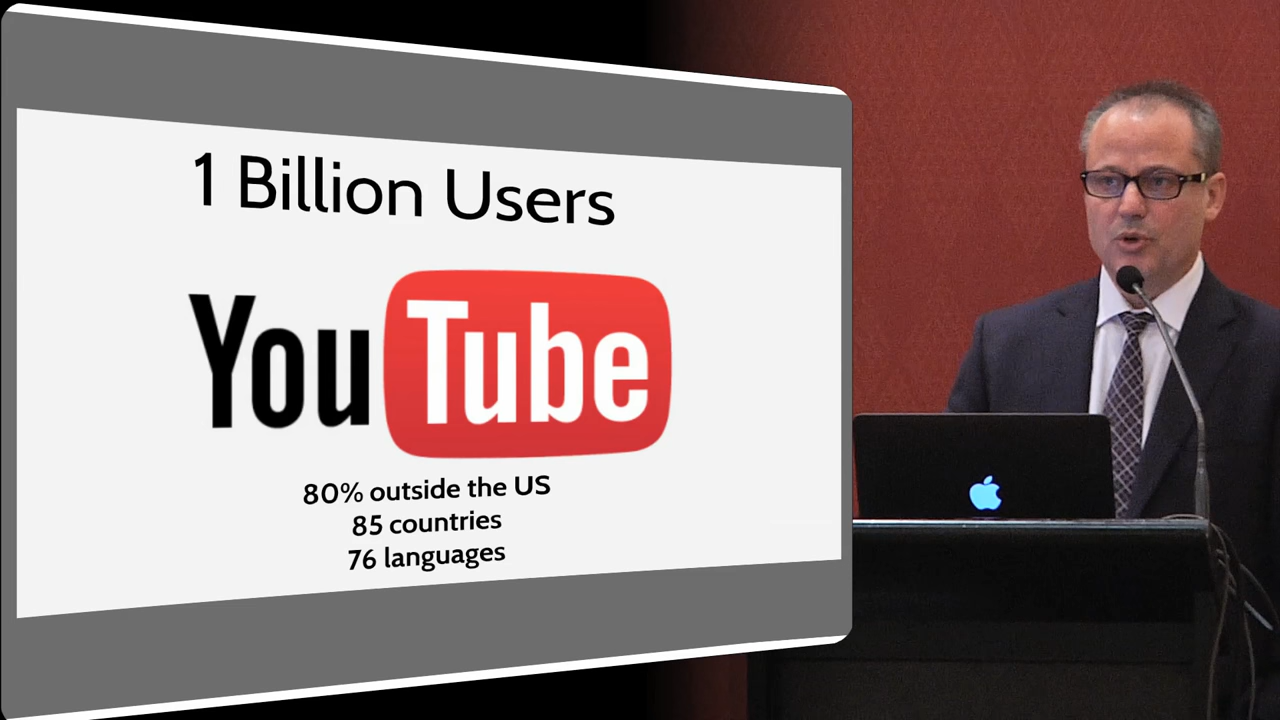 1 Billion Users
YouTube
80% outside the US
85 countries
76 languages